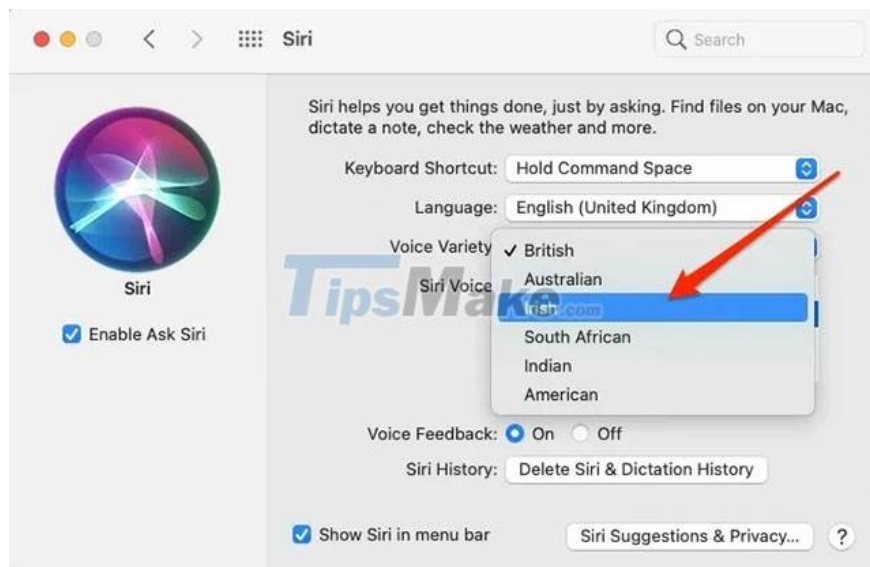 Siri
Search
Siri helps you get things done, just by asking. Find files on your Mac,
dictate a note, check the weather and more.
Keyboard Shortcut: Hold Command Space
Language: English (United Kingdom)
Voice Variety
✓ British
Siri Voice
Australian
Irish
South African
Indian
American
TipsMake.com
Siri
Enable Ask Siri
Voice Feedback: On Off
Siri History: Delete Siri & Dictation History
Show Siri in menu bar
Siri Suggestions & Privacy... ?